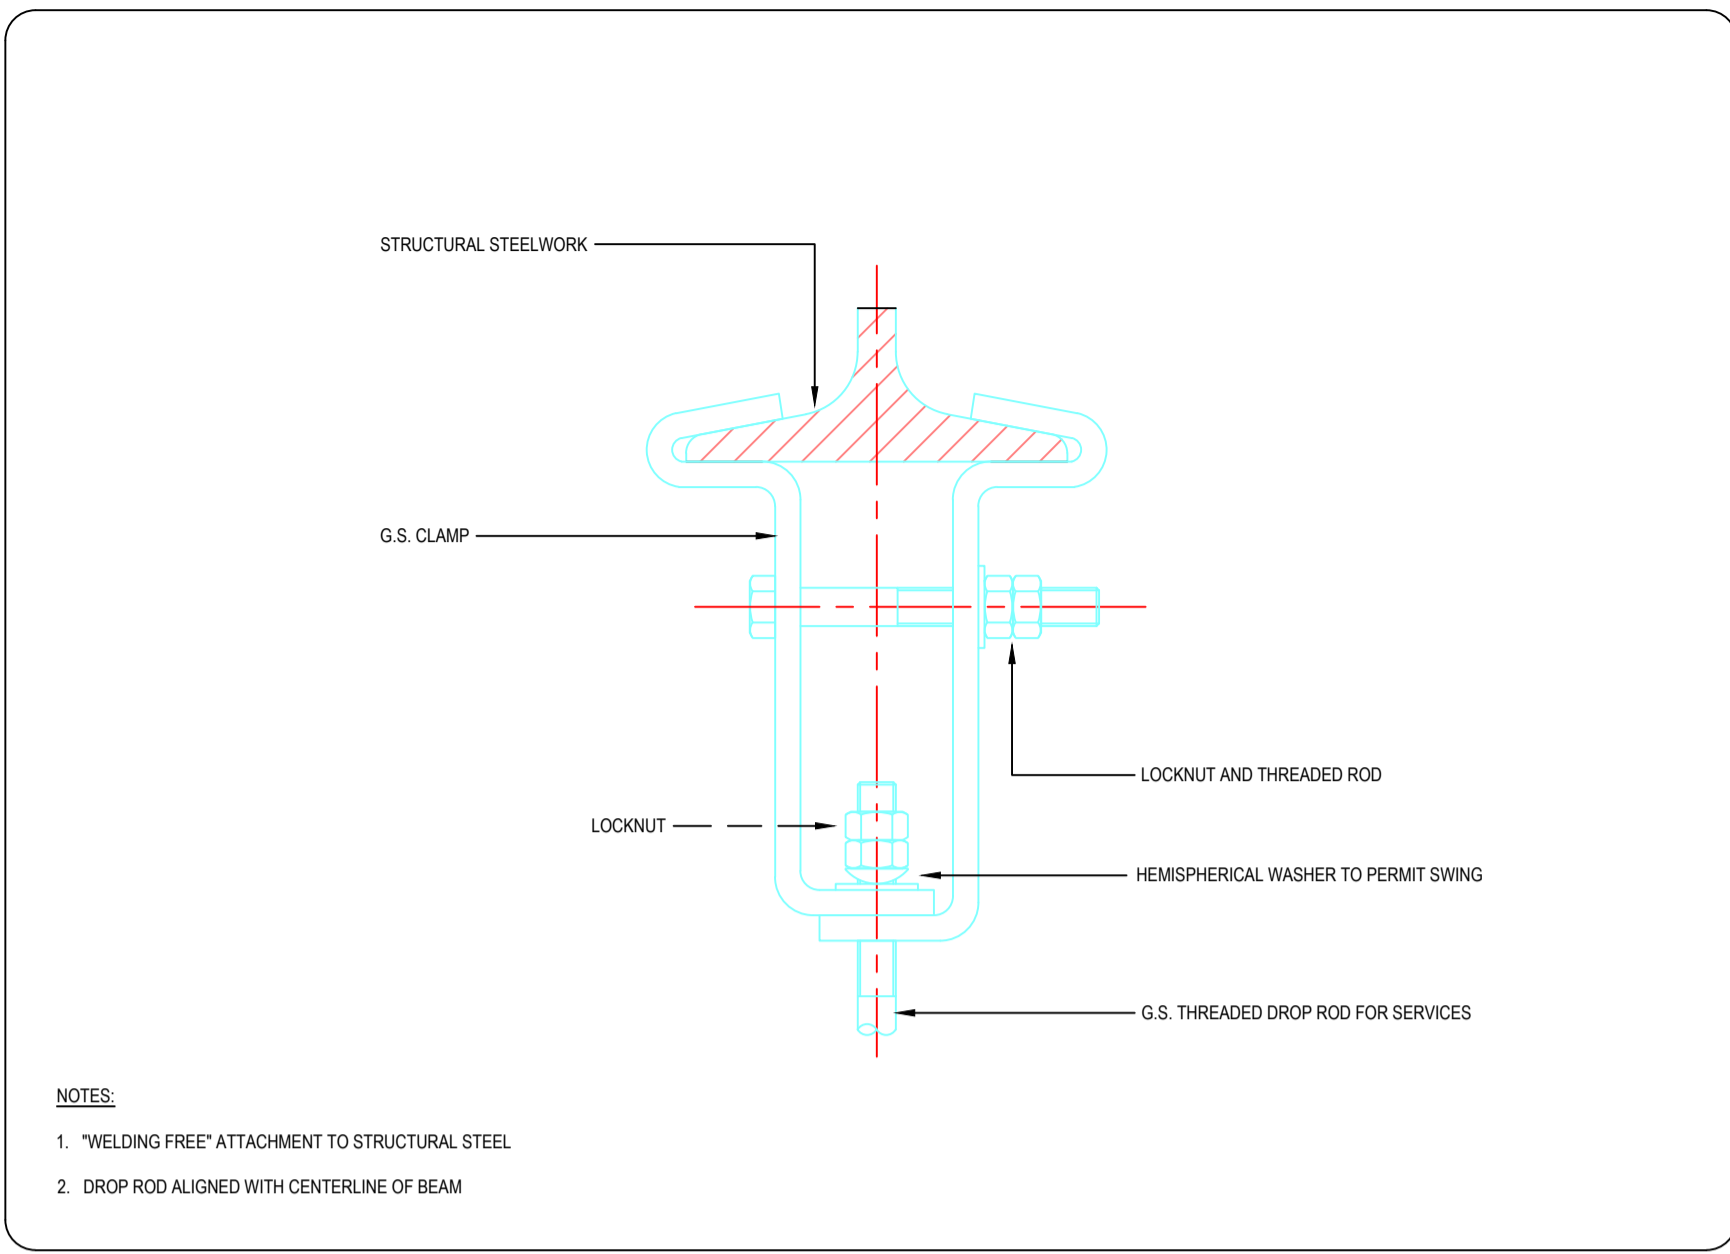 STRUCTURAL STEELWORK
G.S. CLAMP
LOCKNUT AND THREADED ROD
LOCKNUT
HEMISPHERICAL WASHER TO PERMIT SWING
G.S. THREADED DROP ROD FOR SERVICES
NOTES:
1. "WELDING FREE" ATTACHMENT TO STRUCTURAL STEEL
2. DROP ROD ALIGNED WITH CENTERLINE OF BEAM